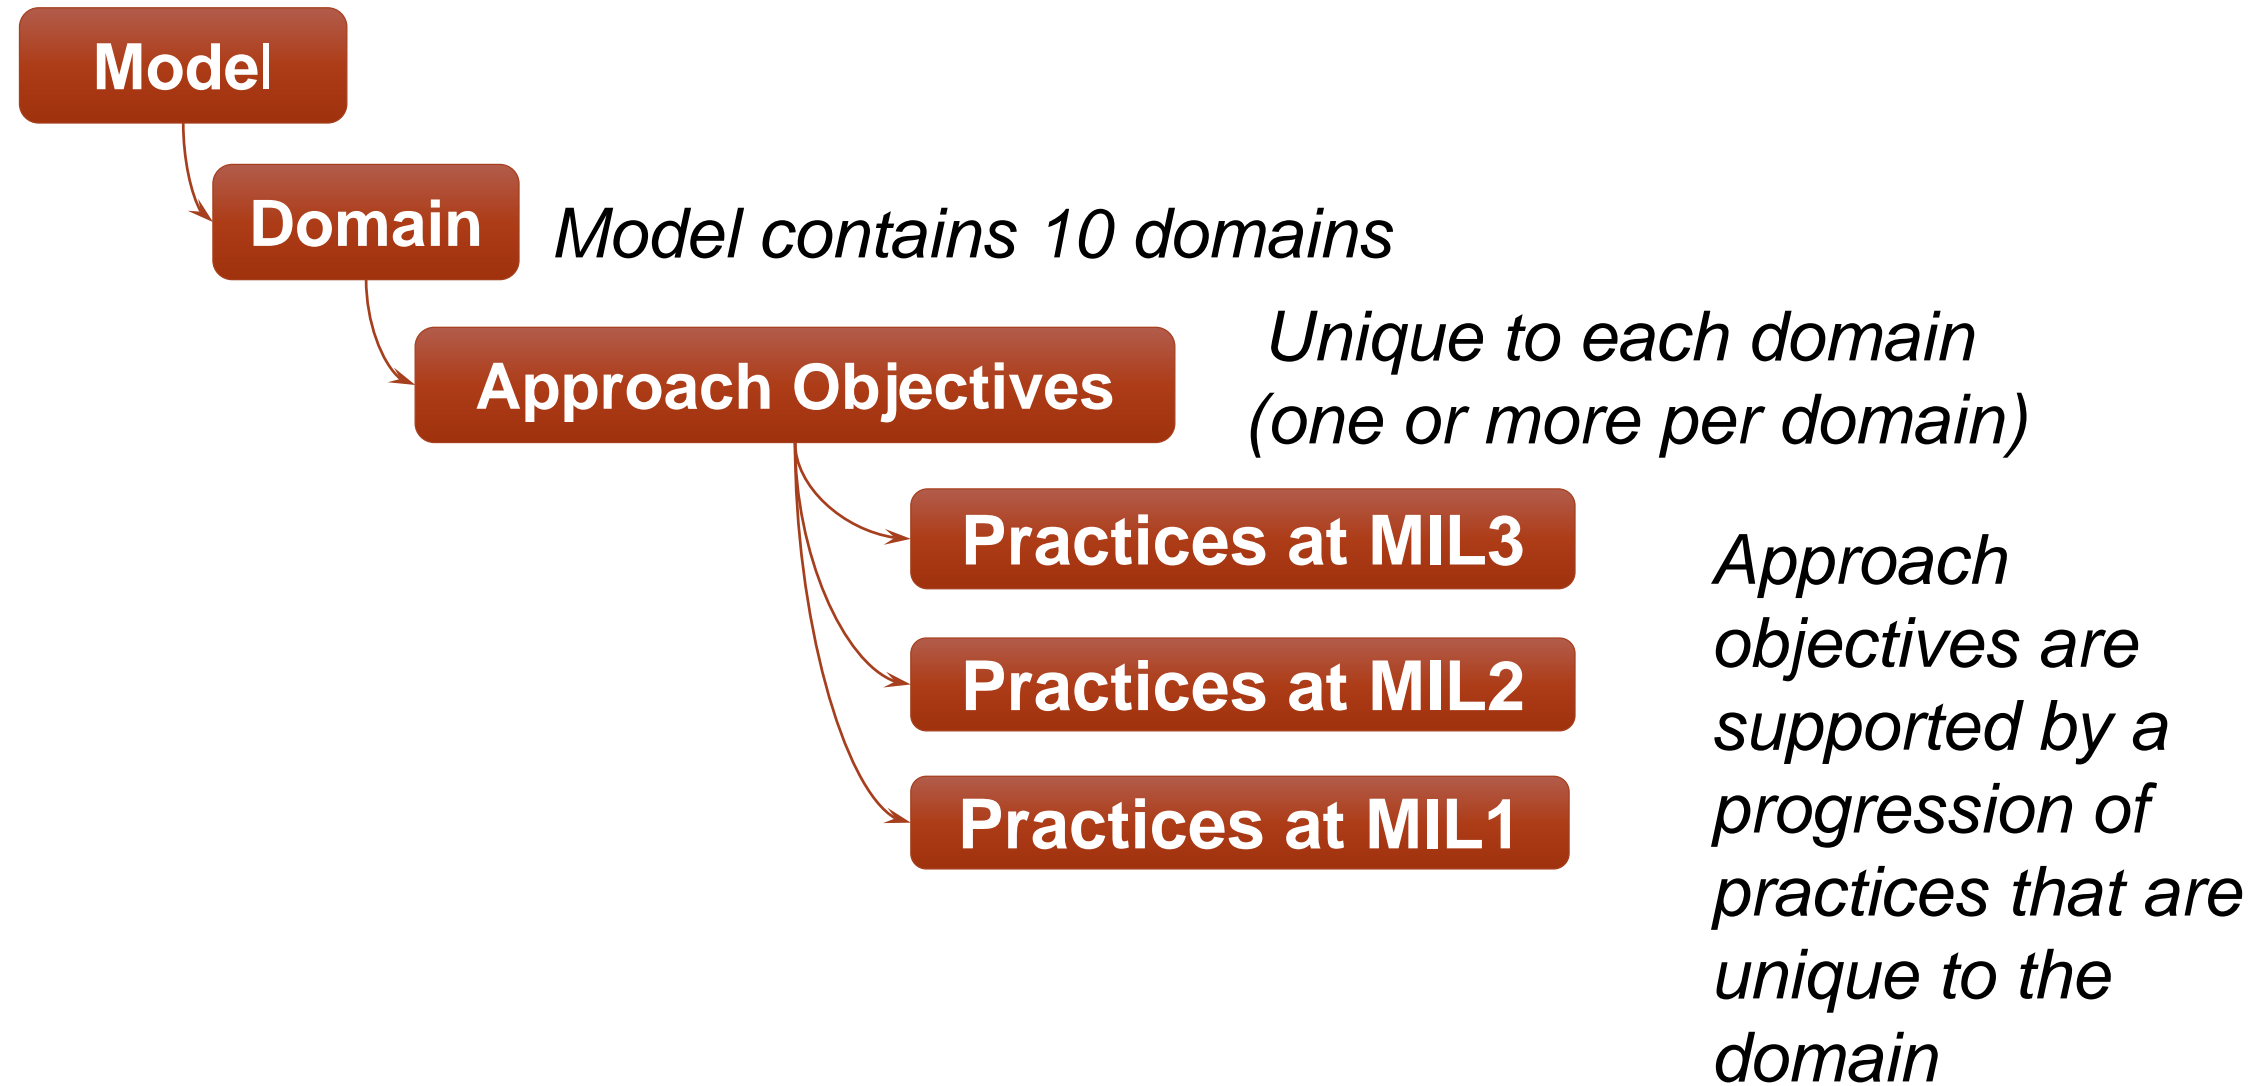 Model
Domain
Model contains 10 domains
Unique to each domain
(one or more per domain)
Approach Objectives
Practices at MIL3
Practices at MIL2
Practices at MIL1
Approach
objectives are
supported by a
progression of
practices that are
unique to the
domain